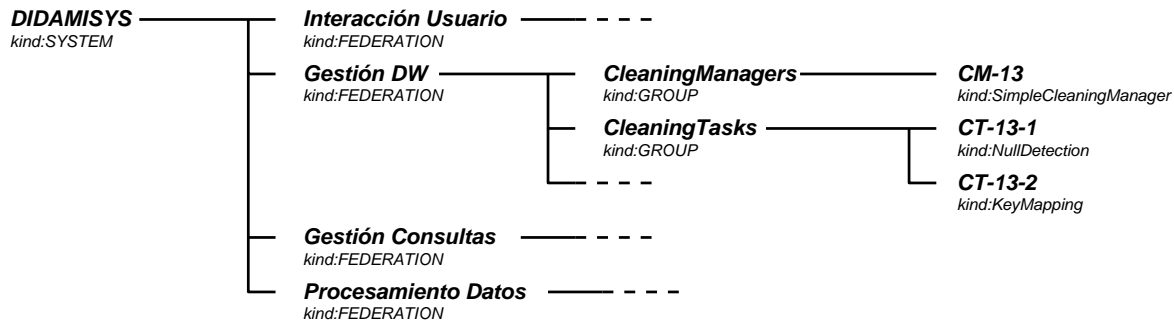 DIDAMISYS
kind:SYSTEM
Interacción Usuario
kind:FEDERATION
Gestión DW
kind:FEDERATION
CleaningManagers
kind:GROUP
CM-13
kind:SimpleCleaningManager
CleaningTasks
kind:GROUP
CT-13-1
kind:NullDetection
CT-13-2
kind:KeyMapping
Gestión Consultas
kind:FEDERATION
Procesamiento Datos
kind:FEDERATION